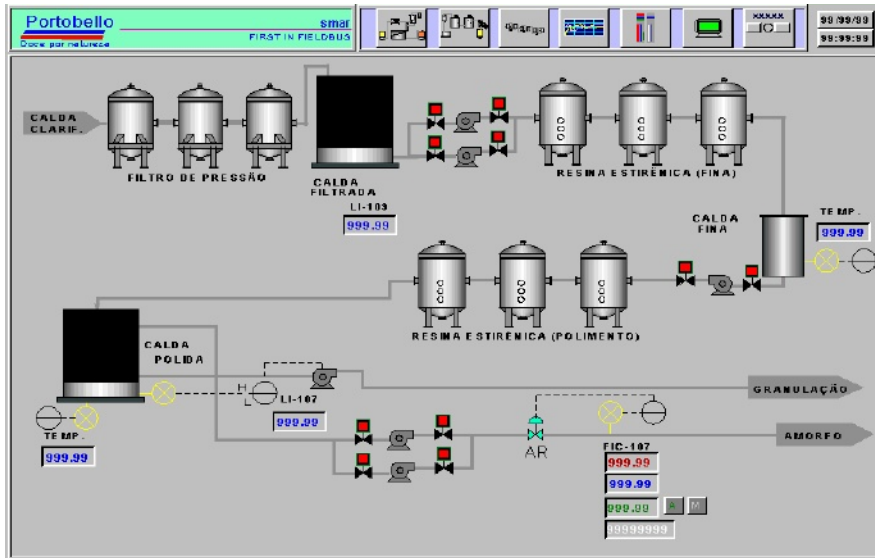 Portobello
Doce por natureza
smar
FIRST IN FIELDBUS
XXXXX
99/99/99
99:99:99
CALDA
CLARIF.
FILTRO DE PRESSÃO
CALDA
FILTRADA
LI-103
999.99
RESINA ESTIRÊNICA (FINA)
CALDA
FINA
TEMP.
999.99
RESINA ESTIRÊNICA (POLIMENTO)
CALDA
POLIDA
H
L
LI-107
999.99
TEMP.
999.99
GRANULAÇÃO
AMORFO
AR
FIC-107
999.99
999.99
999.99 A M
99999999